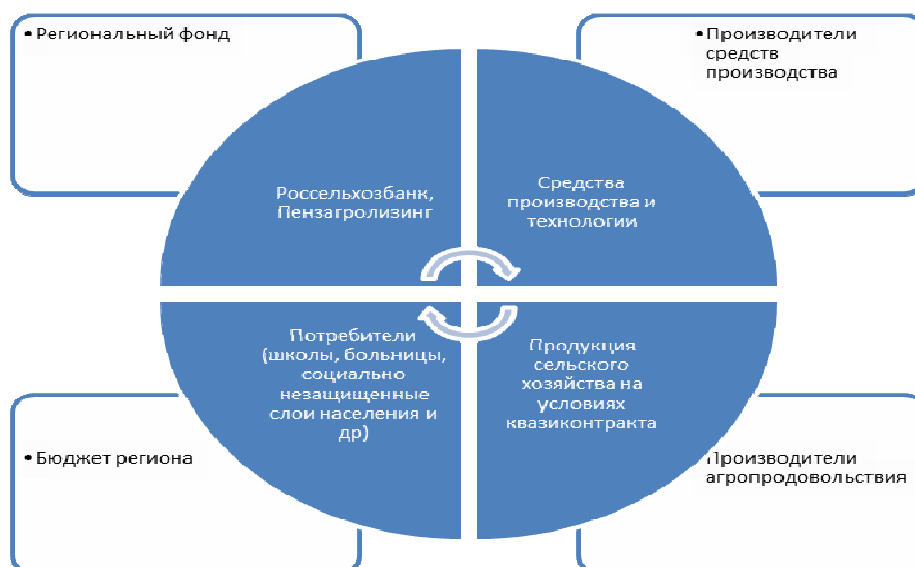 • Региональный фонд
• Производители
средств
производства
Россельхозбанк,
Пензагролизинг
Средства
производства и
технологии
Потребители
(школы, больницы,
социально
незащищенные
слои населения и
др)
Продукция
сельского
хозяйства на
условиях
квазиконтракта
• Бюджет региона
Производители
агропродовольствия